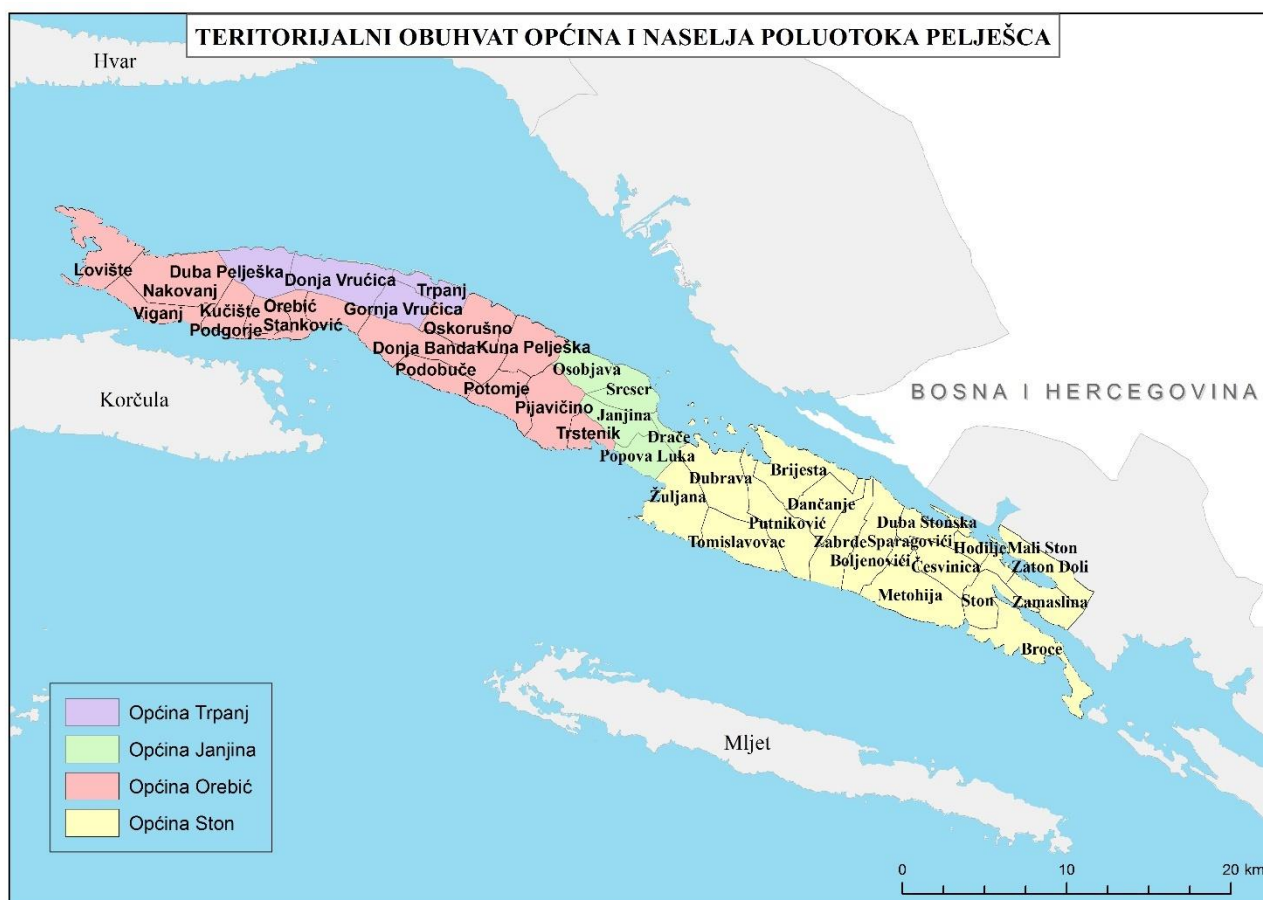 TERITORIJALNI OBUHVAT OPĆINA I NASELJA POLUOTOKA PELJEŠCA
Hvar
Lovište
Duba Pelješka
Nakovanj
Viganj
Kučište
Podgorje
Orebić
Stanković
Donja Vrućica
Trpanj
Gornja Vrućica
Oskorušno
Donja Banda
Kuna Pelješka
Podobuče
Potomje
Pijavičino
Trstenik
Osobjava
Sreser
Janjina
Drače
Popova Luka
Korčula
BOSNA I HERCEGOVINA
Žuljana
Dubrava
Brijesta
Dančanje
Putniković
Tomislavovac
Zabrđe
Duba Stonska
Sparagovići
Boljenovići
Česvinica
Hodilje
Mali Ston
Zaton Doli
Metohija
Ston
Zamaslina
Broce
Mljet
Općina Trpanj
Općina Janjina
Općina Orebić
Općina Ston
0 10 20 km